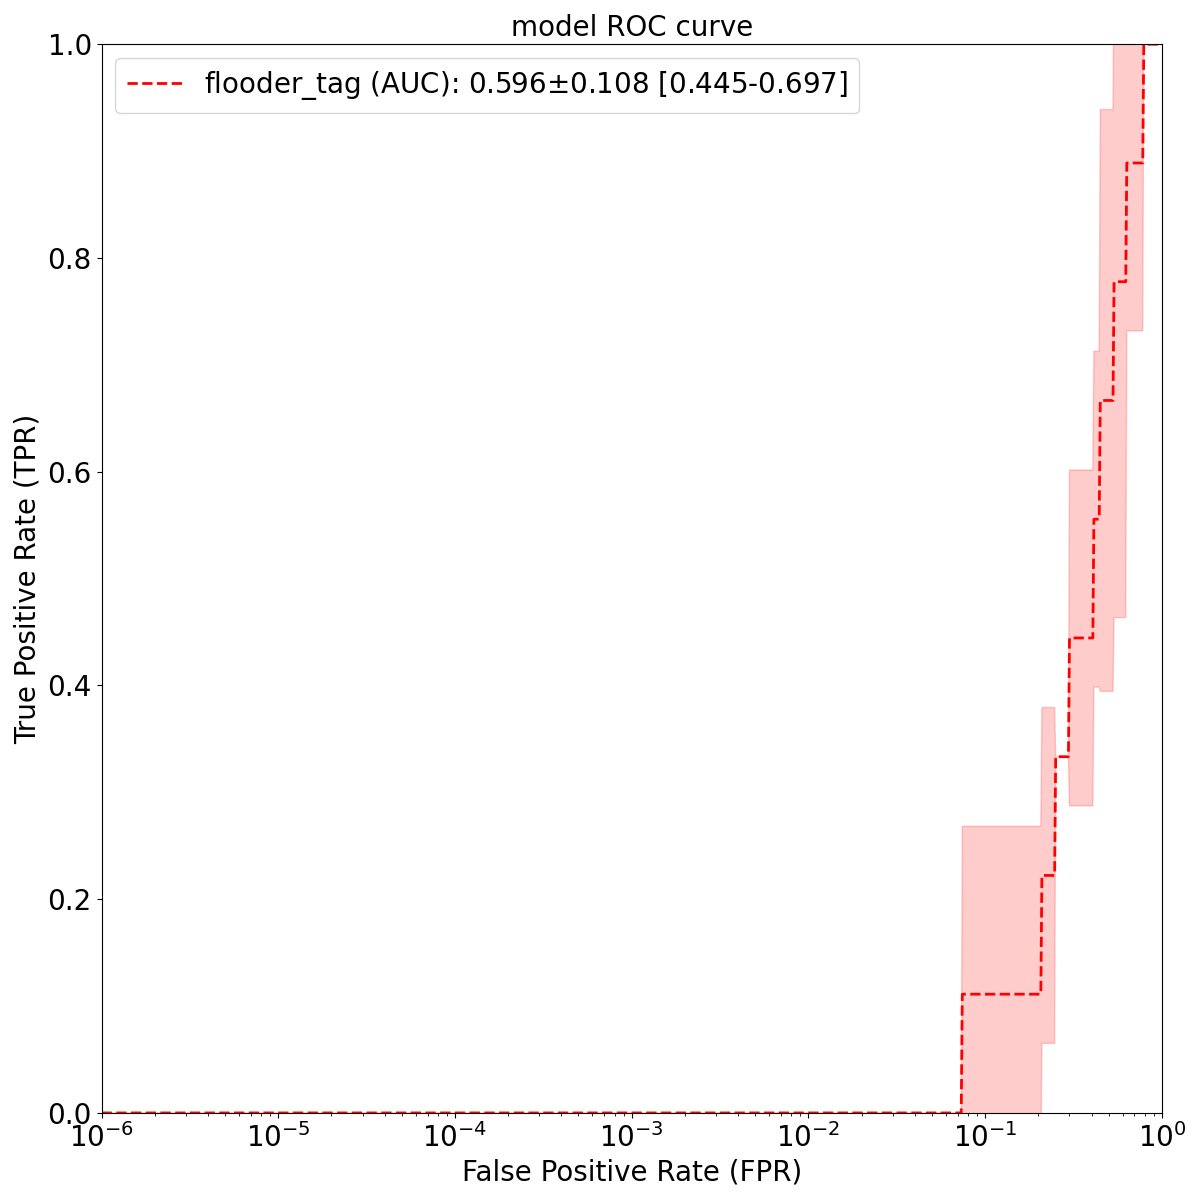 model ROC curve
flooder_tag (AUC): 0.596±0.108 [0.445-0.697]
1.0
0.8
0.6
0.4
0.2
0.0
True Positive Rate (TPR)
10⁻⁶ 10⁻⁵ 10⁻⁴ 10⁻³ 10⁻² 10⁻¹ 10⁰
False Positive Rate (FPR)